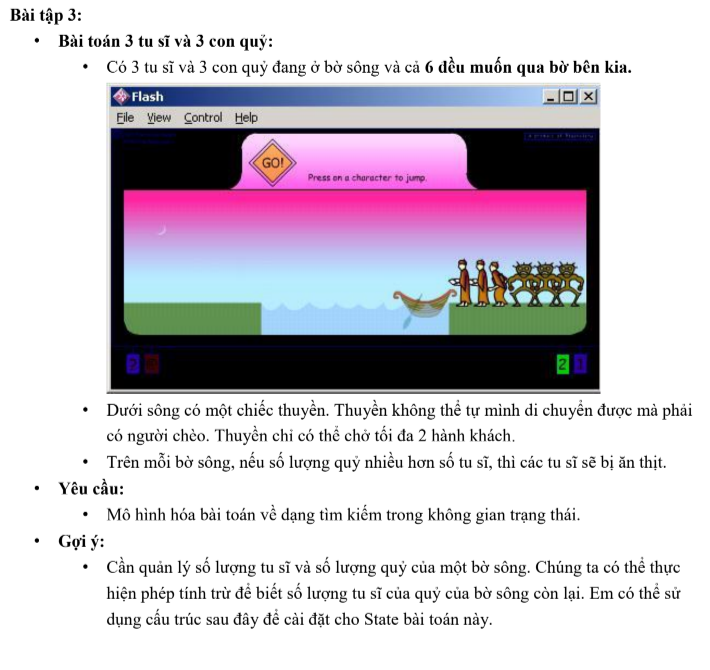 Bài tập 3:
• Bài toán 3 tu sĩ và 3 con quỷ:
• Có 3 tu sĩ và 3 con quỷ đang ở bờ sông và cả 6 dều muốn qua bờ bên kia.
Flash
File View Control Help
GO!
Press on a character to jump.
2
• Dưới sông có một chiếc thuyền. Thuyền không thể tự mình di chuyển được mà phải
có người chèo. Thuyền chỉ có thể chở tối đa 2 hành khách.
• Trên mỗi bờ sông, nếu số lượng quỷ nhiều hơn số tu sĩ, thì các tu sĩ sẽ bị ăn thịt.
• Yêu cầu:
• Mô hình hóa bài toán về dạng tìm kiếm trong không gian trạng thái.
• Gợi ý:
• Cần quản lý số lượng tu sĩ và số lượng quỷ của một bờ sông. Chúng ta có thể thực
hiện phép tính trừ để biết số lượng tu sĩ của quỷ của bờ sông còn lại. Em có thể sử
dụng cấu trúc sau đây để cài đặt cho State bài toán này.